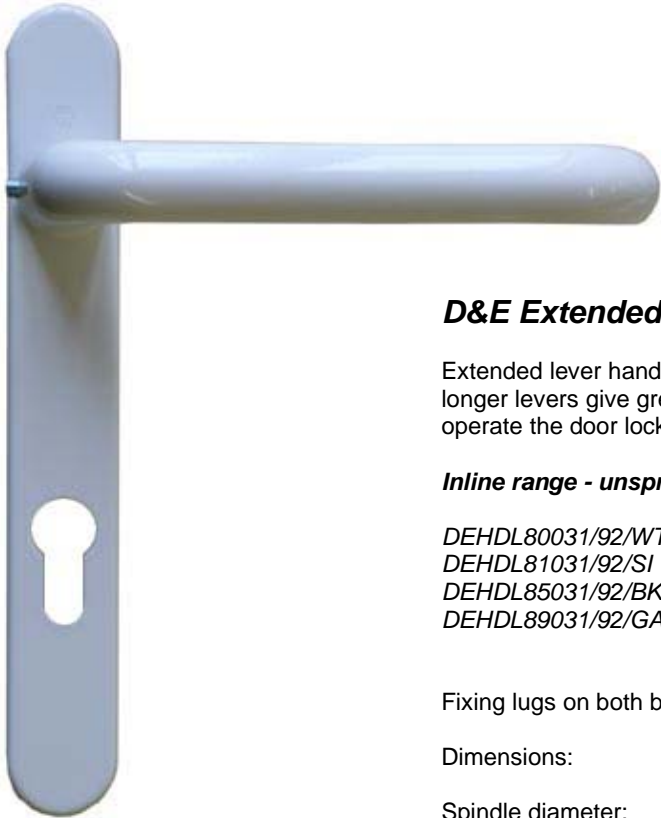 D&E Extended
Extended lever hand
longer levers give gre
operate the door lock
Inline range - unspr
DEHDL80031/92/WT
DEHDL81031/92/SI
DEHDL85031/92/BK
DEHDL89031/92/GA
Fixing lugs on both b
Dimensions:
Spindle diameter: